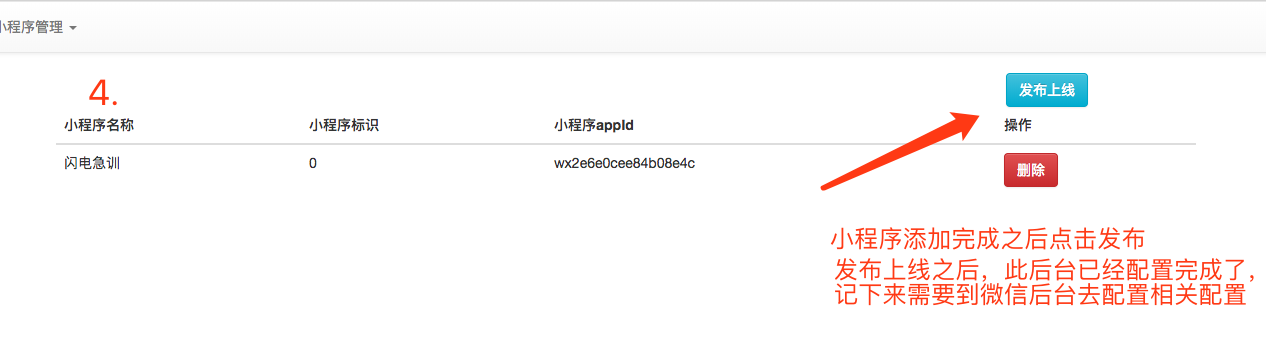 小程序管理
4.
发布上线
小程序名称 小程序标识 小程序appId 操作
闪电急训 0 wx2e6e0cee84b08e4c 删除
小程序添加完成之后点击发布
发布上线之后，此后台已经配置完成了，
记下来需要到微信后台去配置相关配置